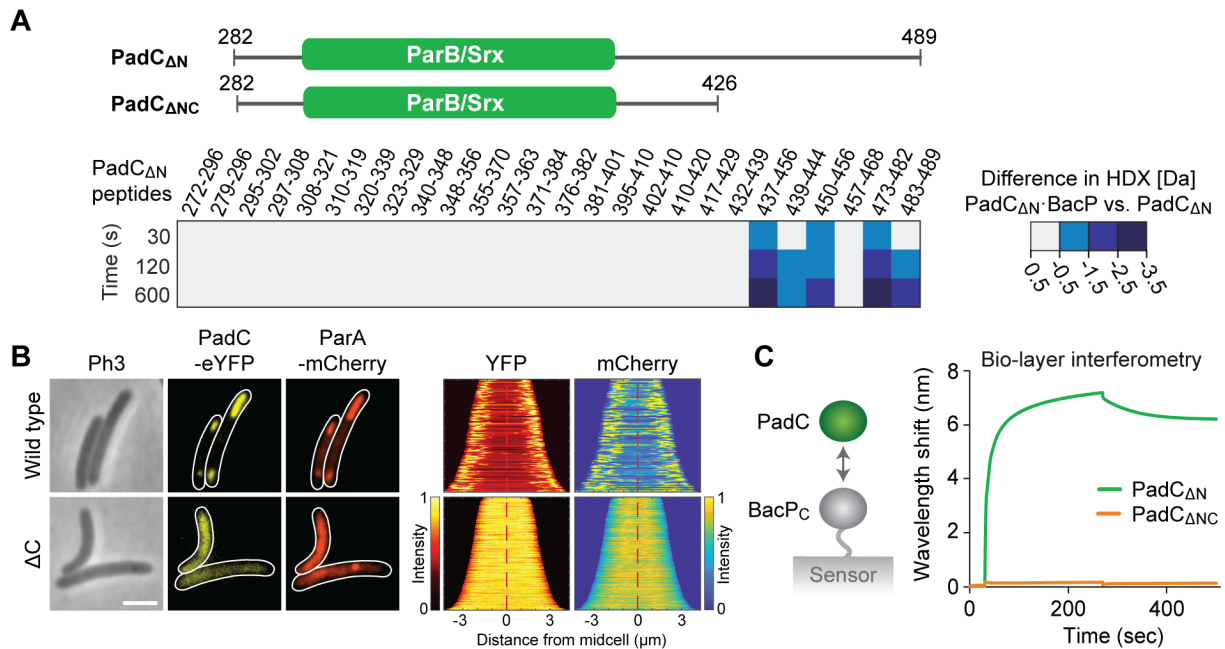 A
282
489
PadCΔN
ParB/Srx
282
426
PadCΔNC
ParB/Srx
PadCΔN
peptides
272-296
279-296
295-302
297-308
308-321
310-319
320-339
323-329
340-348
348-356
355-370
357-363
371-384
376-382
381-401
395-410
402-410
410-420
417-429
432-439
437-456
439-444
450-456
457-468
473-482
483-489
Time (s)
30
120
600
Difference in HDX [Da]
PadCΔN·BacP vs. PadCΔN
0.5
-0.5
-1.5
-2.5
-3.5
B
Ph3
PadC
-eYFP
ParA
-mCherry
YFP
mCherry
Wild type
ΔC
1
Intensity
0
1
Intensity
0
-3
0
3
-3
0
3
Distance from midcell (μm)
C
PadC
BacPC
Sensor
Bio-layer interferometry
Wavelength shift (nm)
8
6
4
2
0
PadCΔN
PadCΔNC
0
200
400
Time (sec)